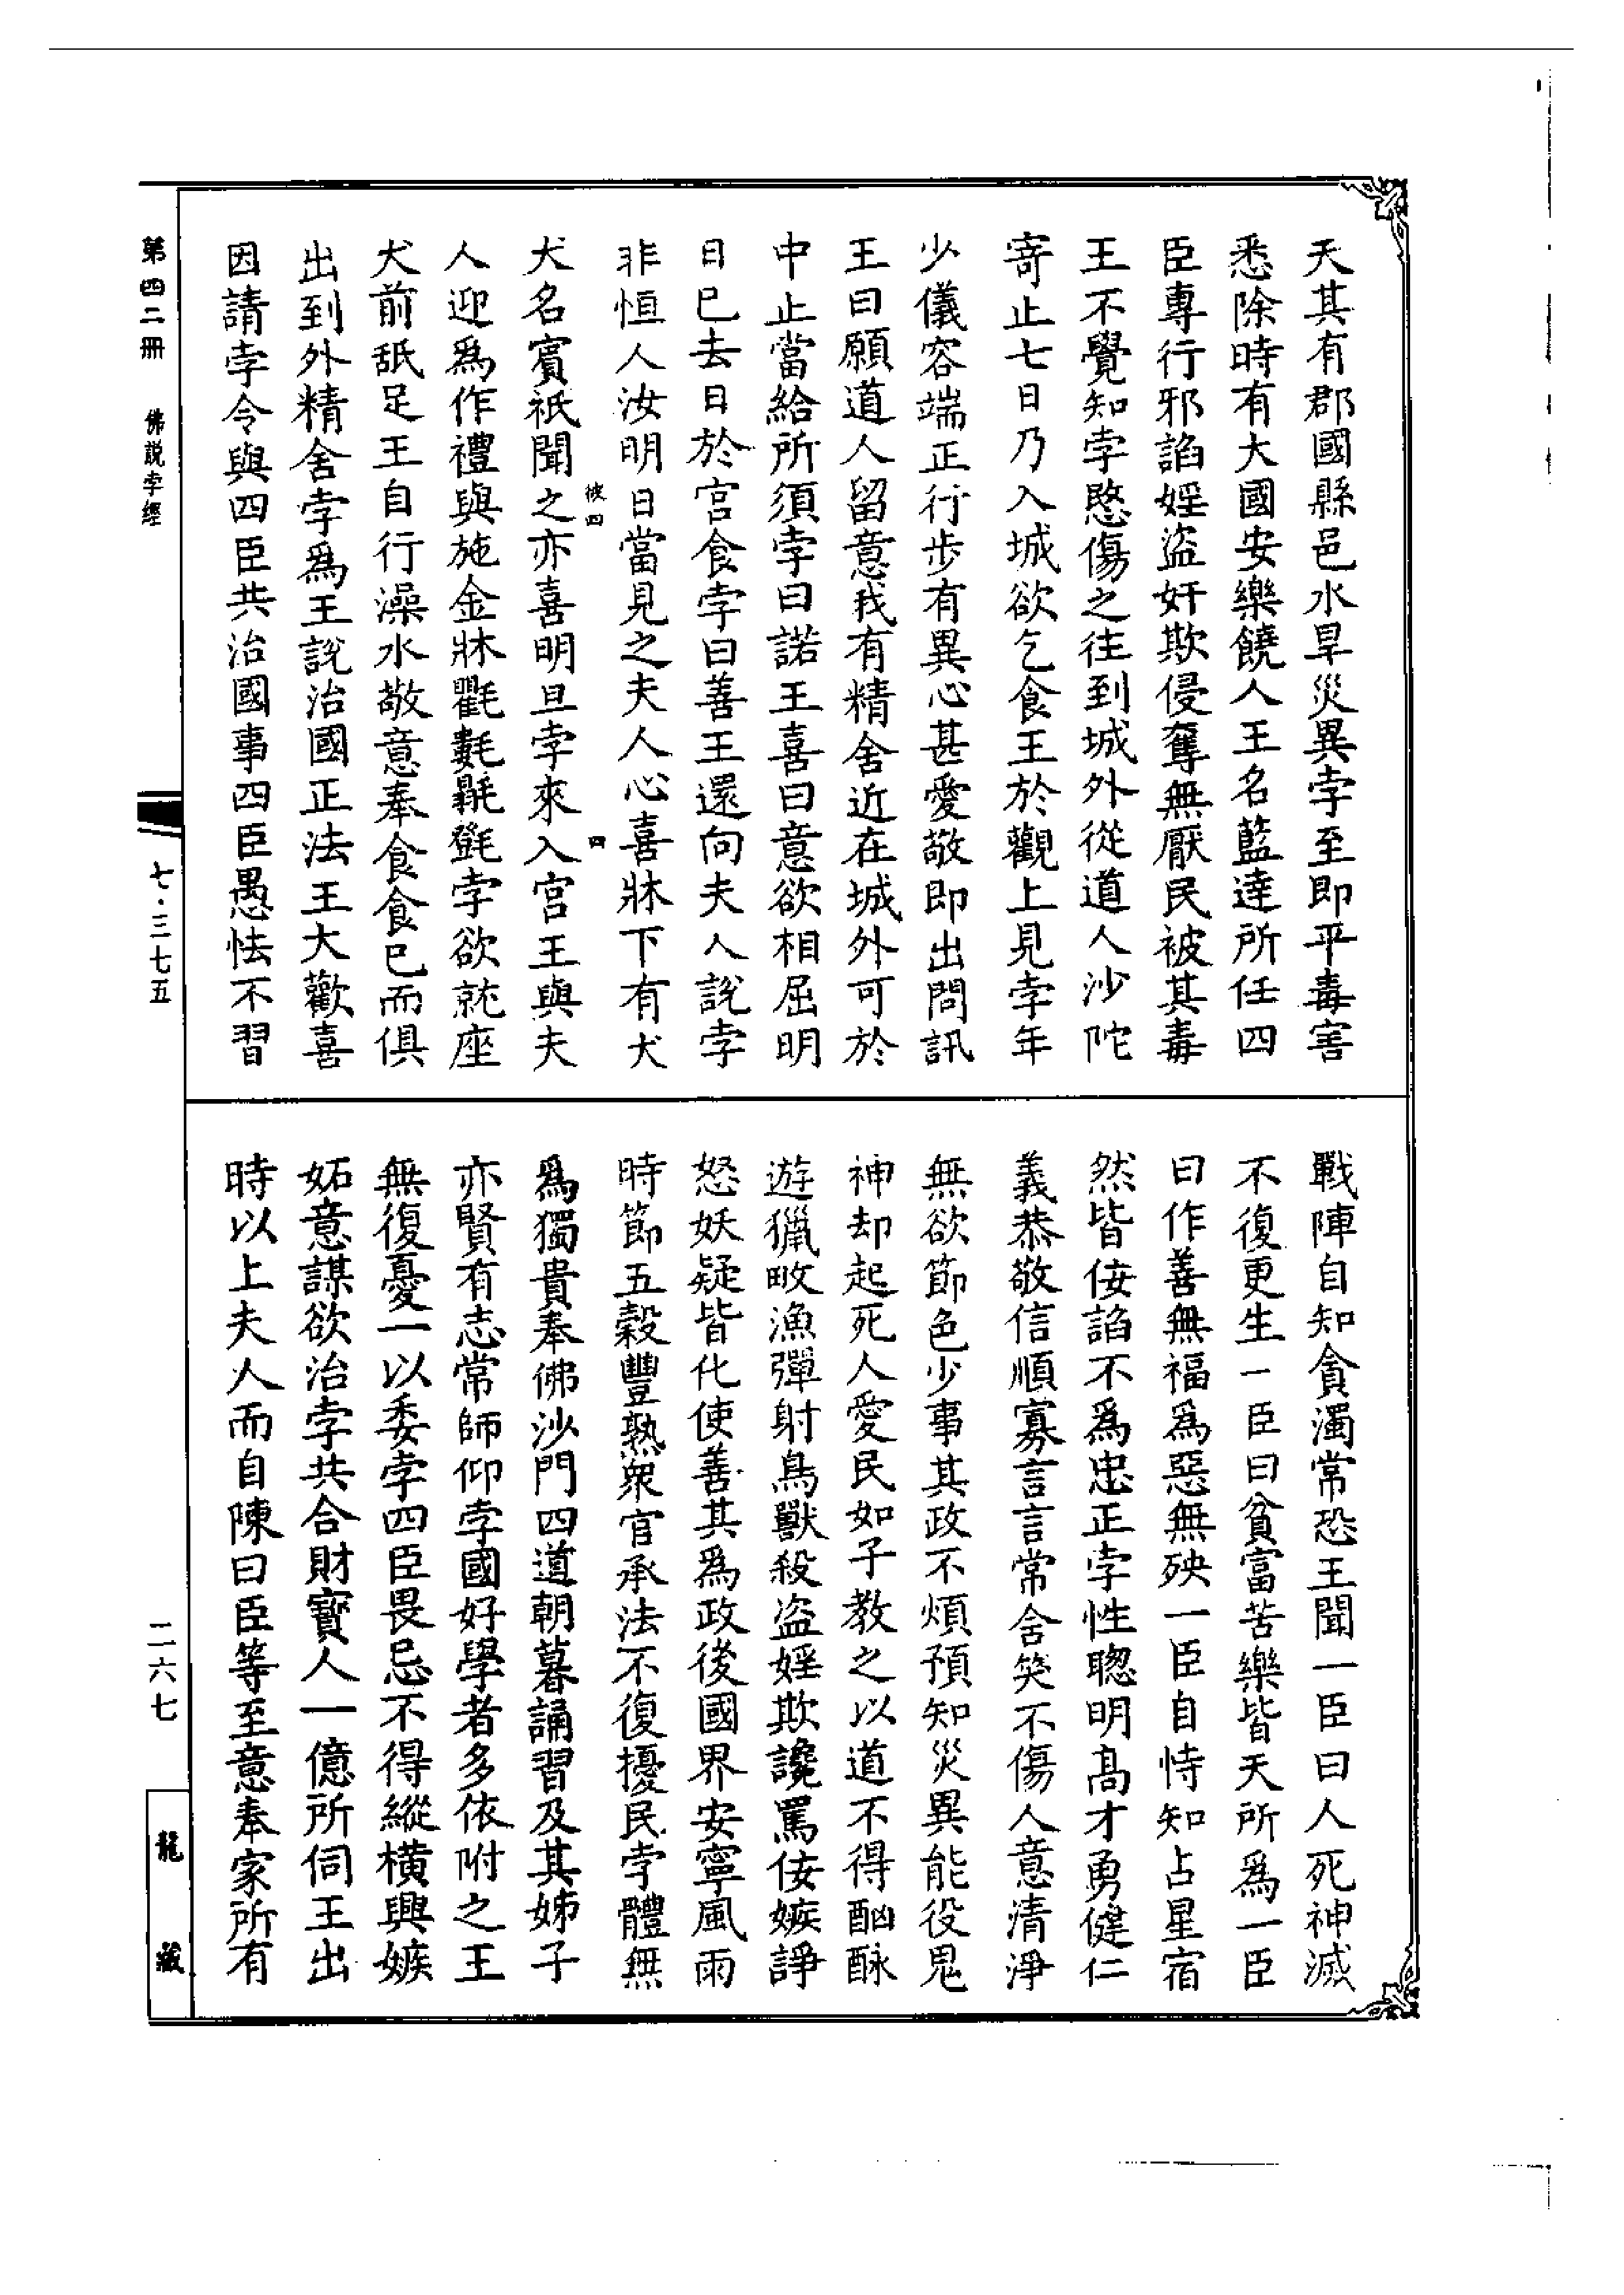 天其有郡國縣邑水旱災異孛至即平毒害
悉除時有大國安樂饒人王名藍達所任四
臣專行邪諂婬盜奸欺侵奪無厭民被其毒
王不覺知孛愍傷之往到城外從道人沙陀
寄止七日乃入城欲乞食王於觀上見孛年
少儀容端正行步有異心甚愛敬即出問訊
王曰願道人留意我有精舍近在城外可於
中止當給所須孛曰諾王喜曰意欲相屈明
日已去日於宮食孛曰善王還向夫人說孛
非恒人汝明日當見之夫人心喜牀下有犬
彼四
四
犬名賓祇聞之亦喜明旦孛來入宮王與夫
人迎爲作禮與施金牀氍㲣㲲㲪孛欲就座
犬前舐足王自行澡水敬意奉食食已而俱
出到外精舍孛爲王說治國正法王大歡喜
因請孛令與四臣共治國事四臣愚怯不習
戰陣自知貪濁常恐王聞一臣曰人死神滅
不復更生一臣曰貧富苦樂皆天所爲一臣
曰作善無福爲惡無殃一臣自恃知占星宿
然皆佞諂不爲忠正孛性聰明高才勇健仁
義恭敬信順寡言言常含笑不傷人意清淨
無欲節色少事其政不煩預知災異能役鬼
神却起死人愛民如子教之以道不得酗酥
遊獵畋漁彈射鳥獸殺盜婬欺讒罵佞嫉諍
怒妖疑皆化使善其爲政後國界安寧風雨
時節五穀豐熟衆官承法不復擾民孛體無
爲獨貴奉佛沙門四道朝暮誦習及其姊子
亦賢有志常師仰孛國好學者多依附之王
無復憂一以委孛四臣畏忌不得縱橫興嫉
妬意謀欲治孛共合財寶人一億所伺王出
時以上夫人而自陳曰臣等至意奉家所有
第四二冊 佛說孛經
七·三七五
二六七
龍藏